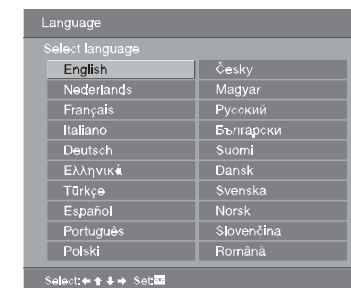 Language
Select language
English Česky
Nederlands Magyar
Français Русский
Italiano Български
Deutsch Suomi
Ελληνικά Dansk
Türkçe Svenska
Español Norsk
Português Slovenčina
Polski Română
Select:←↑↓→ Set: